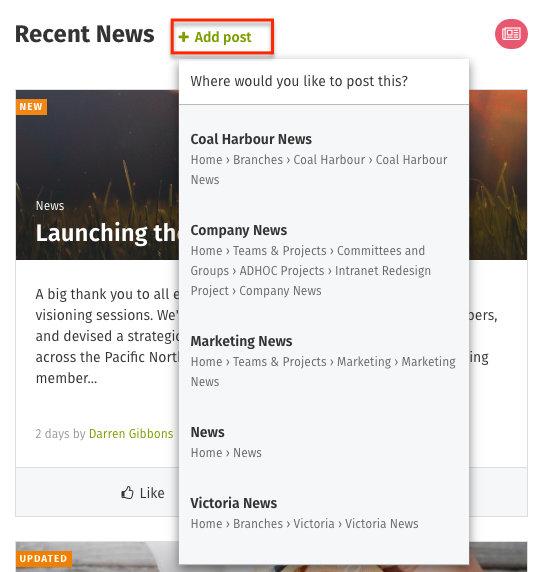 Recent News
+ Add post
Where would you like to post this?
Coal Harbour News
Home › Branches › Coal Harbour › Coal Harbour
News
Company News
Home › Teams & Projects › Committees and
Groups › ADHOC Projects › Intranet Redesign
Project › Company News
Marketing News
Home › Teams & Projects › Marketing › Marketing
News
News
Home › News
Victoria News
Home › Branches › Victoria › Victoria News
NEW
News
Launching the
A big thank you to all
visioning sessions. We'
and devised a strategic
across the Pacific North
member...
2 days by Darren Gibbons
Like
UPDATED